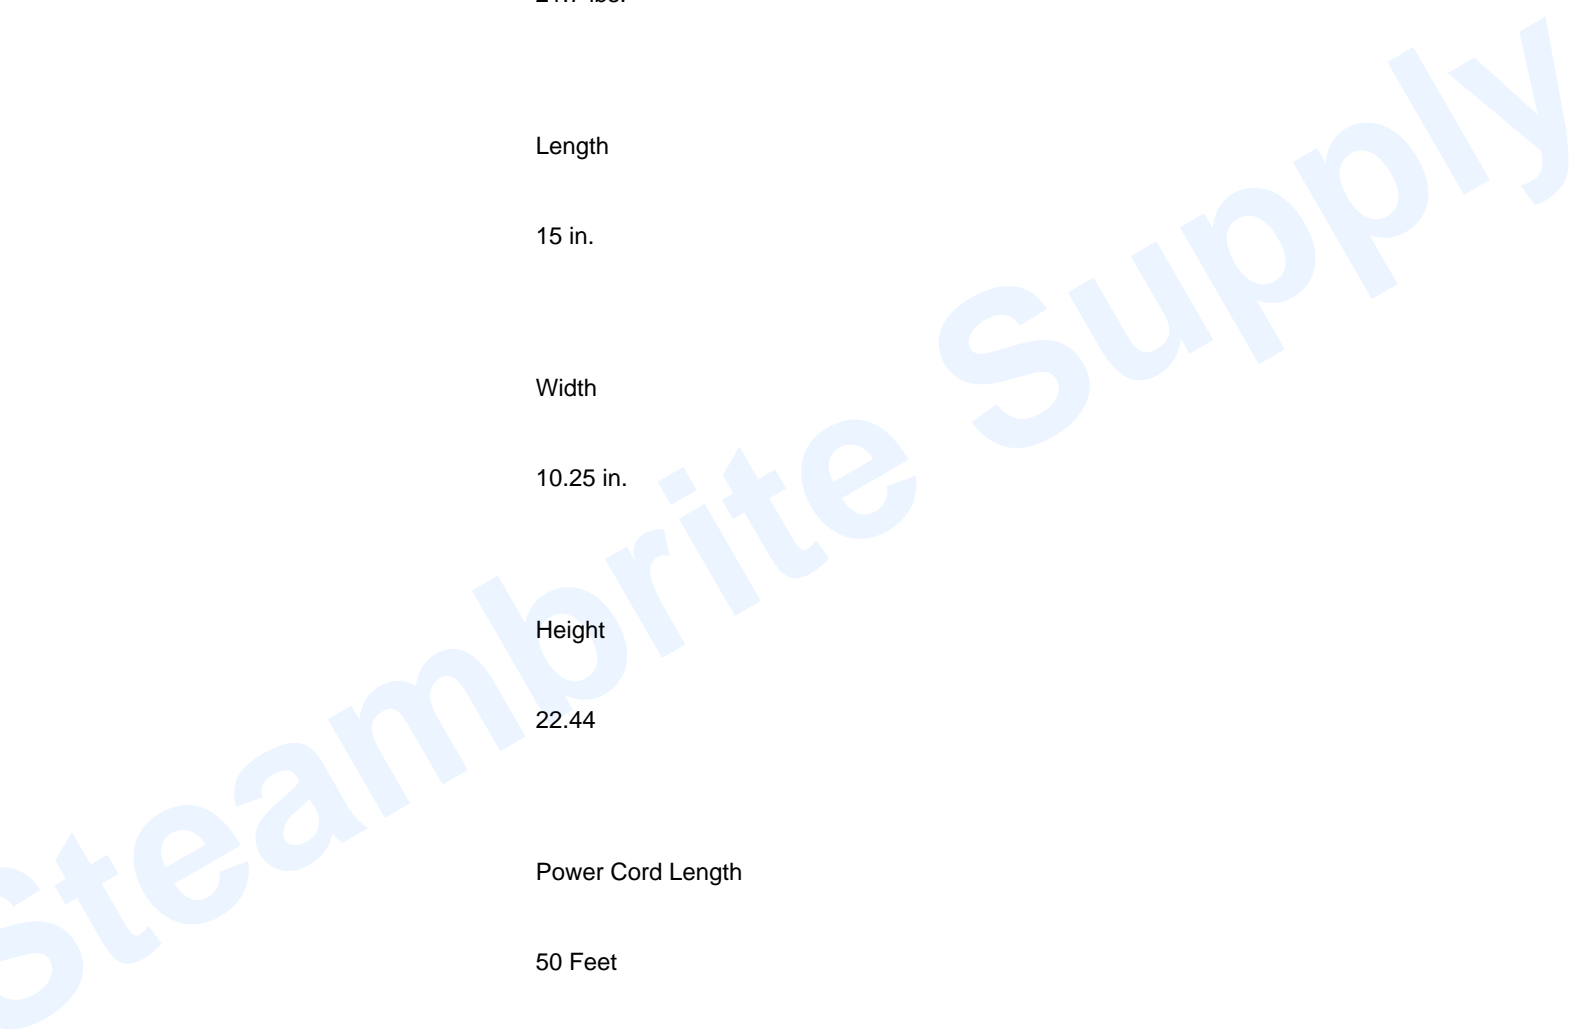 Length
15 in.
Width
10.25 in.
Height
22.44
Power Cord Length
50 Feet
Steambrite Supply